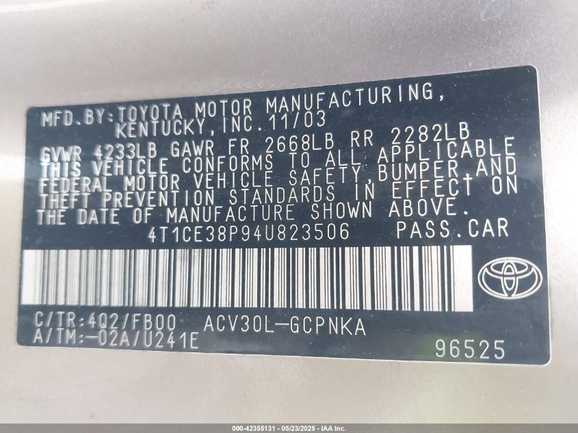 MFD.BY:TOYOTA MOTOR MANUFACTURING,
KENTUCKY, INC. 11/03
GVWR 4233LB GAWR FR 2668LB RR 2282LB
THIS VEHICLE CONFORMS TO ALL APPLICABLE
FEDERAL MOTOR VEHICLE SAFETY, BUMPER, AND
THEFT PREVENTION STANDARDS IN EFFECT ON
THE DATE OF MANUFACTURE SHOWN ABOVE.
4T1CE38P94U823506 PASS.CAR
C/TR:4Q2/FB00 ACV30L-GCPNKA
A/TM:-02A/U241E
96525
000-42355131 - 05/23/2025 - IAA Inc.